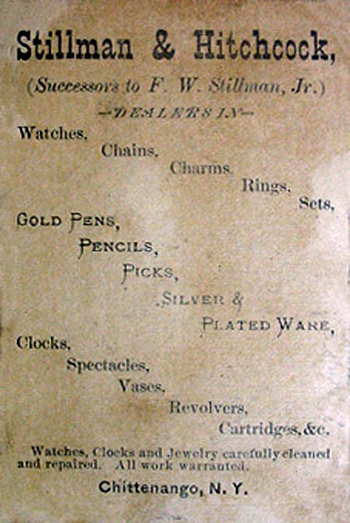 Stillman & Hitchcock,
(Successors to F. W. Stillman, Jr.)
—DEALERS IN—
Watches,
Chains,
Charms,
Rings,
Sets,
GOLD PENS,
PENCILS,
PICKS,
SILVER &
PLATED WARE,
Clocks,
Spectacles,
Vases,
Revolvers,
Cartridges, &c.
Watches, Clocks and Jewelry carefully cleaned
and repaired. All work warranted.
Chittenango, N. Y.